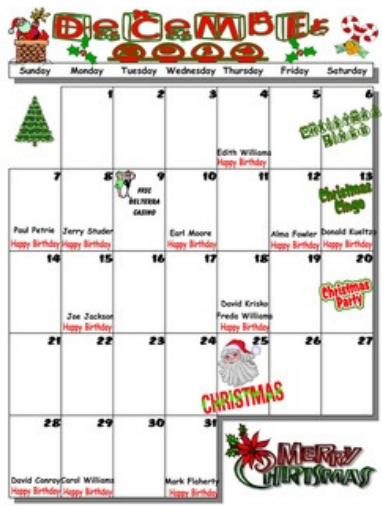 DECEMBER
Sunday Monday Tuesday Wednesday Thursday Friday Saturday
1 2 3 4 5 6
CHRISTMAS
BINGO
Edith Williams
Happy Birthday
7 8 9 10 11 12 13
BELTERRA
CASINO
Christmas
Paul Petrie
Happy Birthday
Jerry Studer
Happy Birthday
Earl Moore
Happy Birthday
Alma Fowler
Happy Birthday
Donald Kueltzo
Happy Birthday
14 15 16 17 18 19 20
Christmas
Party
Joe Jackson
Happy Birthday
David Krisko
Freda Williams
Happy Birthday
21 22 23 24 25 26 27
CHRISTMAS
28 29 30 31
David Conroy
Happy Birthday
Carol Williams
Happy Birthday
Mark Flaherty
Happy Birthday
MERRY
CHRISTMAS